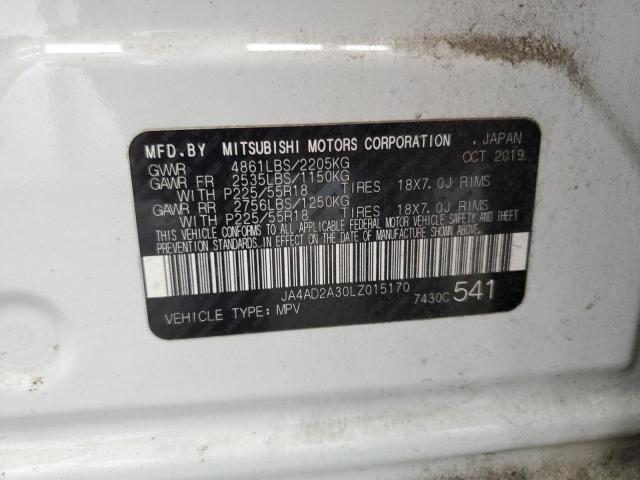 MFD.BY MITSUBISHI MOTORS CORPORATION , JAPAN
GVWR 4861LBS/2205KG OCT 2019
GAWR FR 2535LBS/1150KG
WITH P225/55R18 TIRES 18X7.0J RIMS
GAWR RR 2756LBS/1250KG
WITH P225/55R18 TIRES 18X7.0J RIMS
THIS VEHICLE CONFORMS TO ALL APPLICABLE FEDERAL MOTOR VEHICLE SAFETY AND THEFT
PREVENTION STANDARDS IN EFFECT ON THE DATE OF MANUFACTURE SHOWN ABOVE.
JA4AD2A30LZ015170
7430C 541
VEHICLE TYPE: MPV